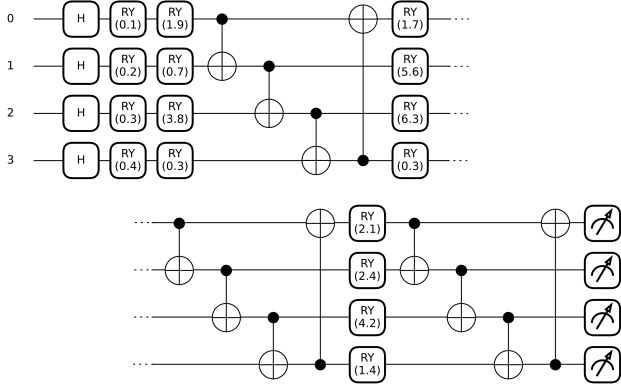 0 H RY (0.1) RY (1.9) RY (1.7)
1 H RY (0.2) RY (0.7) RY (5.6)
2 H RY (0.3) RY (3.8) RY (6.3)
3 H RY (0.4) RY (0.3) RY (0.3)
RY (2.1)
RY (2.4)
RY (4.2)
RY (1.4)